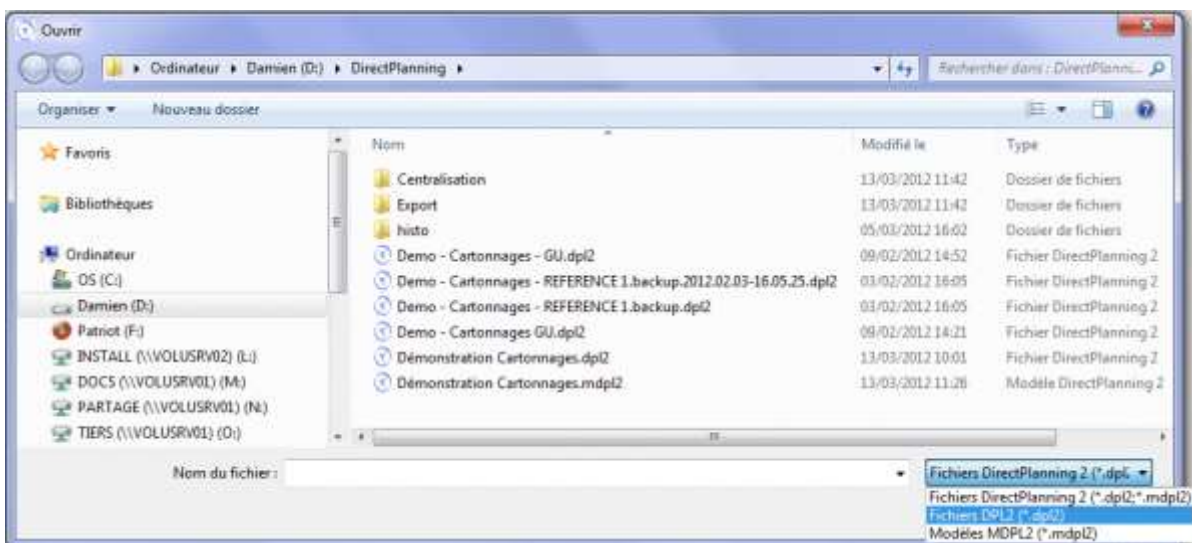 Ouvrir
Ordinateur ▸ Damien (D:) ▸ DirectPlanning ▸
Rechercher dans : DirectPlanni...
Organiser ▾ Nouveau dossier
Nom Modifié le Type
Favoris
Bibliothèques
Ordinateur
OS (C:)
Damien (D:)
Patriot (F:)
INSTALL (\\VOLUSRV02) (L:)
DOCS (\\VOLUSRV01) (M:)
PARTAGE (\\VOLUSRV01) (N:)
TIERS (\\VOLUSRV01) (O:)
Centralisation 13/03/2012 11:42 Dossier de fichiers
Export 13/03/2012 11:42 Dossier de fichiers
histo 05/03/2012 16:02 Dossier de fichiers
Demo - Cartonnages - GU.dpl2 09/02/2012 14:52 Fichier DirectPlanning 2
Demo - Cartonnages - REFERENCE 1.backup.2012.02.03-16.05.25.dpl2 03/02/2012 16:05 Fichier DirectPlanning 2
Demo - Cartonnages - REFERENCE 1.backup.dpl2 03/02/2012 16:05 Fichier DirectPlanning 2
Demo - Cartonnages GU.dpl2 09/02/2012 14:21 Fichier DirectPlanning 2
Démonstration Cartonnages.dpl2 13/03/2012 10:01 Fichier DirectPlanning 2
Démonstration Cartonnages.mdpl2 13/03/2012 11:26 Modèle DirectPlanning 2
Nom du fichier :
Fichiers DirectPlanning 2 (*.dpl2
Fichiers DirectPlanning 2 (*.dpl2;*.mdpl2)
Fichiers DPL2 (*.dpl2)
Modèles MDPL2 (*.mdpl2)